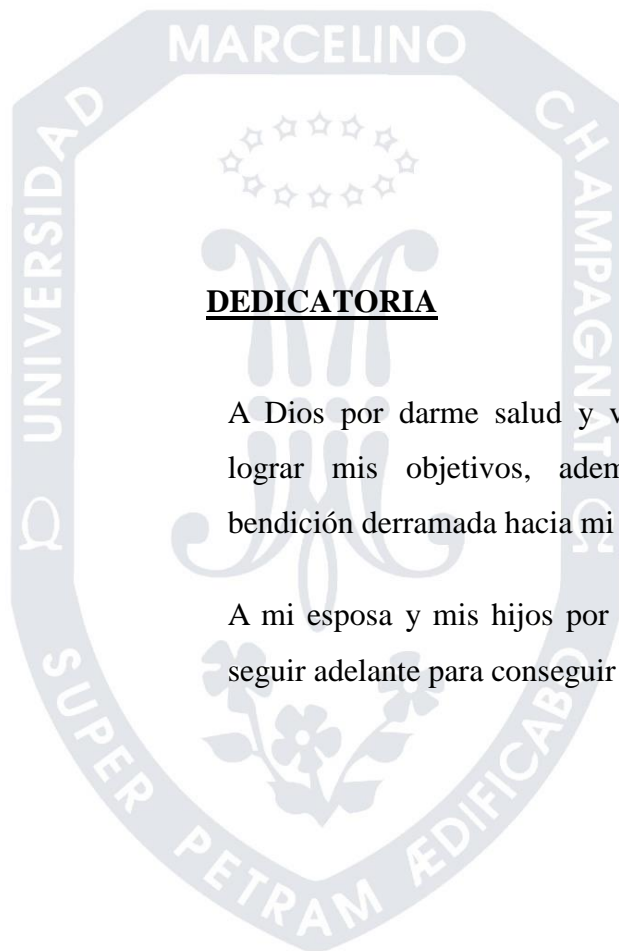 MARCELINO
UNIVERSIDAD
CHAMPAGNAT
DEDICATORIA
A Dios por darme salud y
lograr mis objetivos,
bendición derramada hacia mi
A mi esposa y mis hijos por
seguir adelante para conseguir
SUPER PETRAM ÆDIFICABO